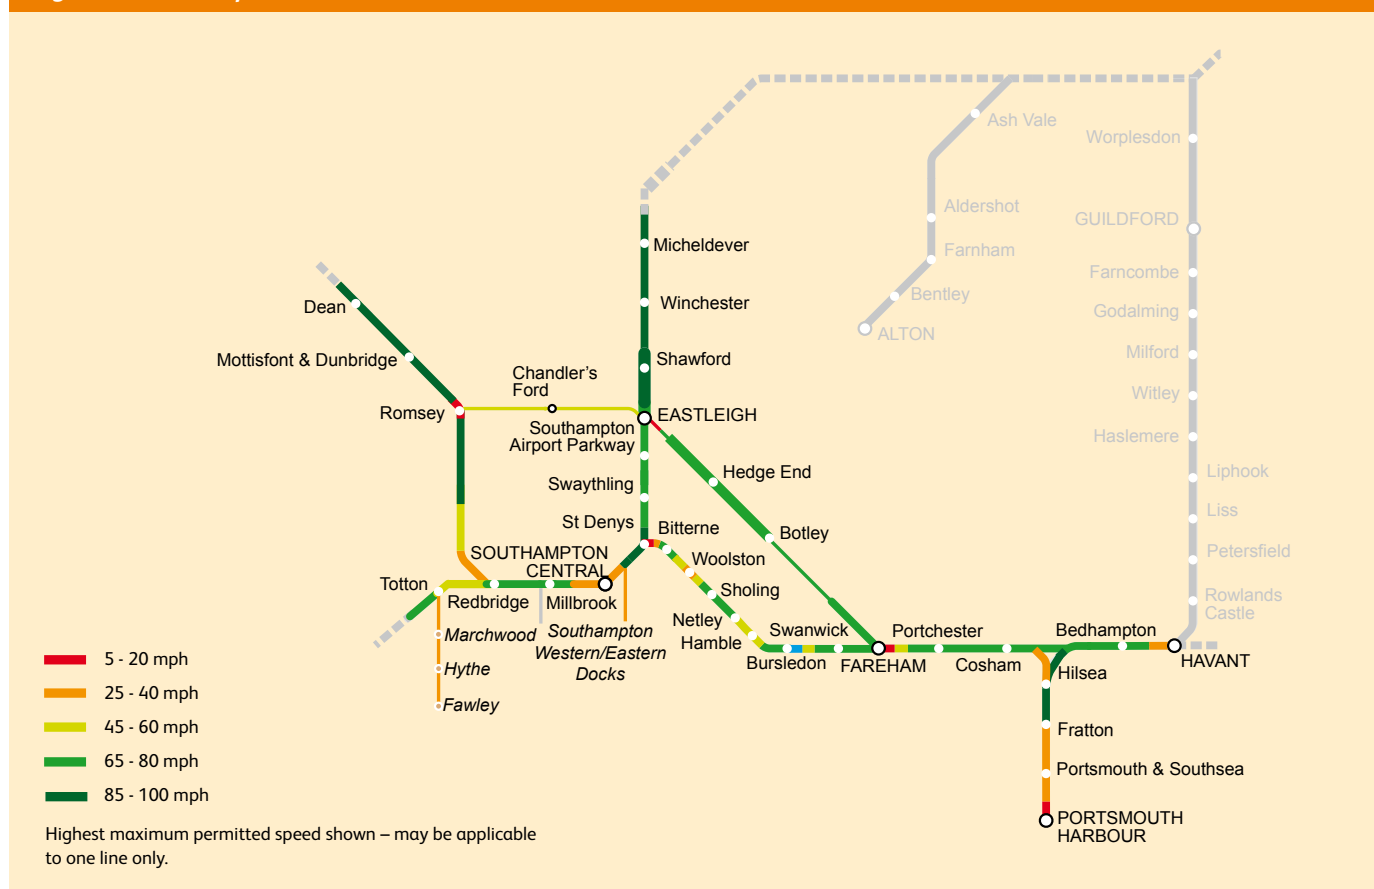 Ash Vale
Worplesdon
Aldershot
GUILDFORD
Micheldever
Farnham
Farncombe
Bentley
Dean
Winchester
Godalming
ALTON
Mottisfont & Dunbridge
Shawford
Milford
Chandler's
Ford
Witley
Romsey
EASTLEIGH
Southampton
Airport Parkway
Haslemere
Hedge End
Liphook
Swaythling
Liss
St Denys
Bitterne
Botley
SOUTHAMPTON
CENTRAL
Woolston
Petersfield
Totton
Redbridge
Millbrook
Sholing
Rowlands
Castle
Marchwood
Southampton
Western/Eastern
Docks
Netley
Hamble
Swanwick
Portchester
Bedhampton
Bursledon
FAREHAM
Cosham
HAVANT
Hythe
Hilsea
Fawley
Fratton
Portsmouth & Southsea
PORTSMOUTH
HARBOUR
5 - 20 mph
25 - 40 mph
45 - 60 mph
65 - 80 mph
85 - 100 mph
Highest maximum permitted speed shown – may be applicable
to one line only.